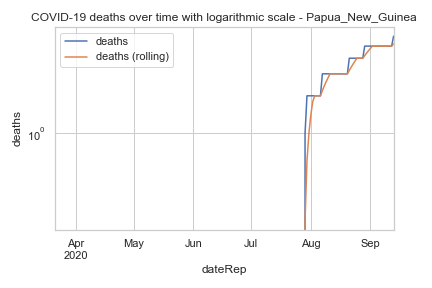 COVID-19 deaths over time with logarithmic scale - Papua_New_Guinea
deaths
deaths (rolling)
deaths
10⁰
Apr
2020
May
Jun
Jul
Aug
Sep
dateRep